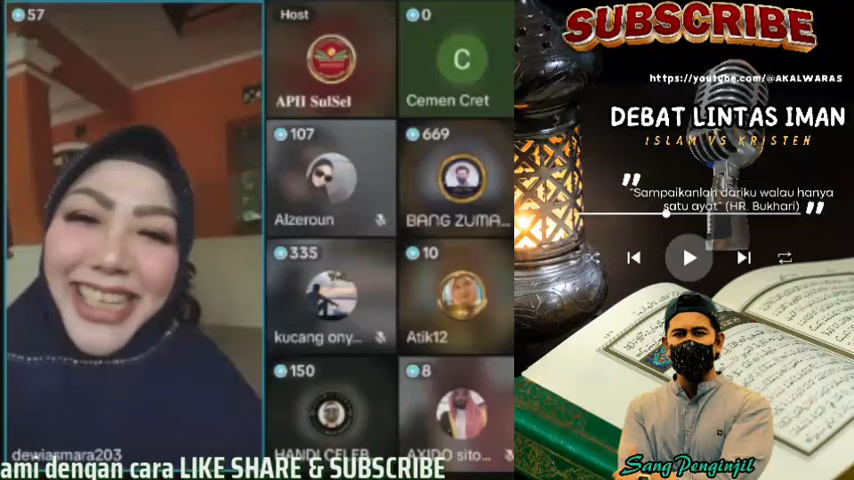 57
Host
APII SulSel
0
C
Cemen Cret
107
Alzeroun
669
BANG ZUMA...
335
kucang ony...
10
Atik12
150
HANDI CELEB
8
AXIDO sito...
dewiasmara203
ami dengan cara LIKE SHARE & SUBSCRIBE
SUBSCRIBE
https://youtube.com/@AKALWARAS
DEBAT LINTAS IMAN
ISLAM VS KRISTEN
"Sampaikanlah dariku walau hanya
satu ayat" (HR. Bukhari)
Sang Penginjil